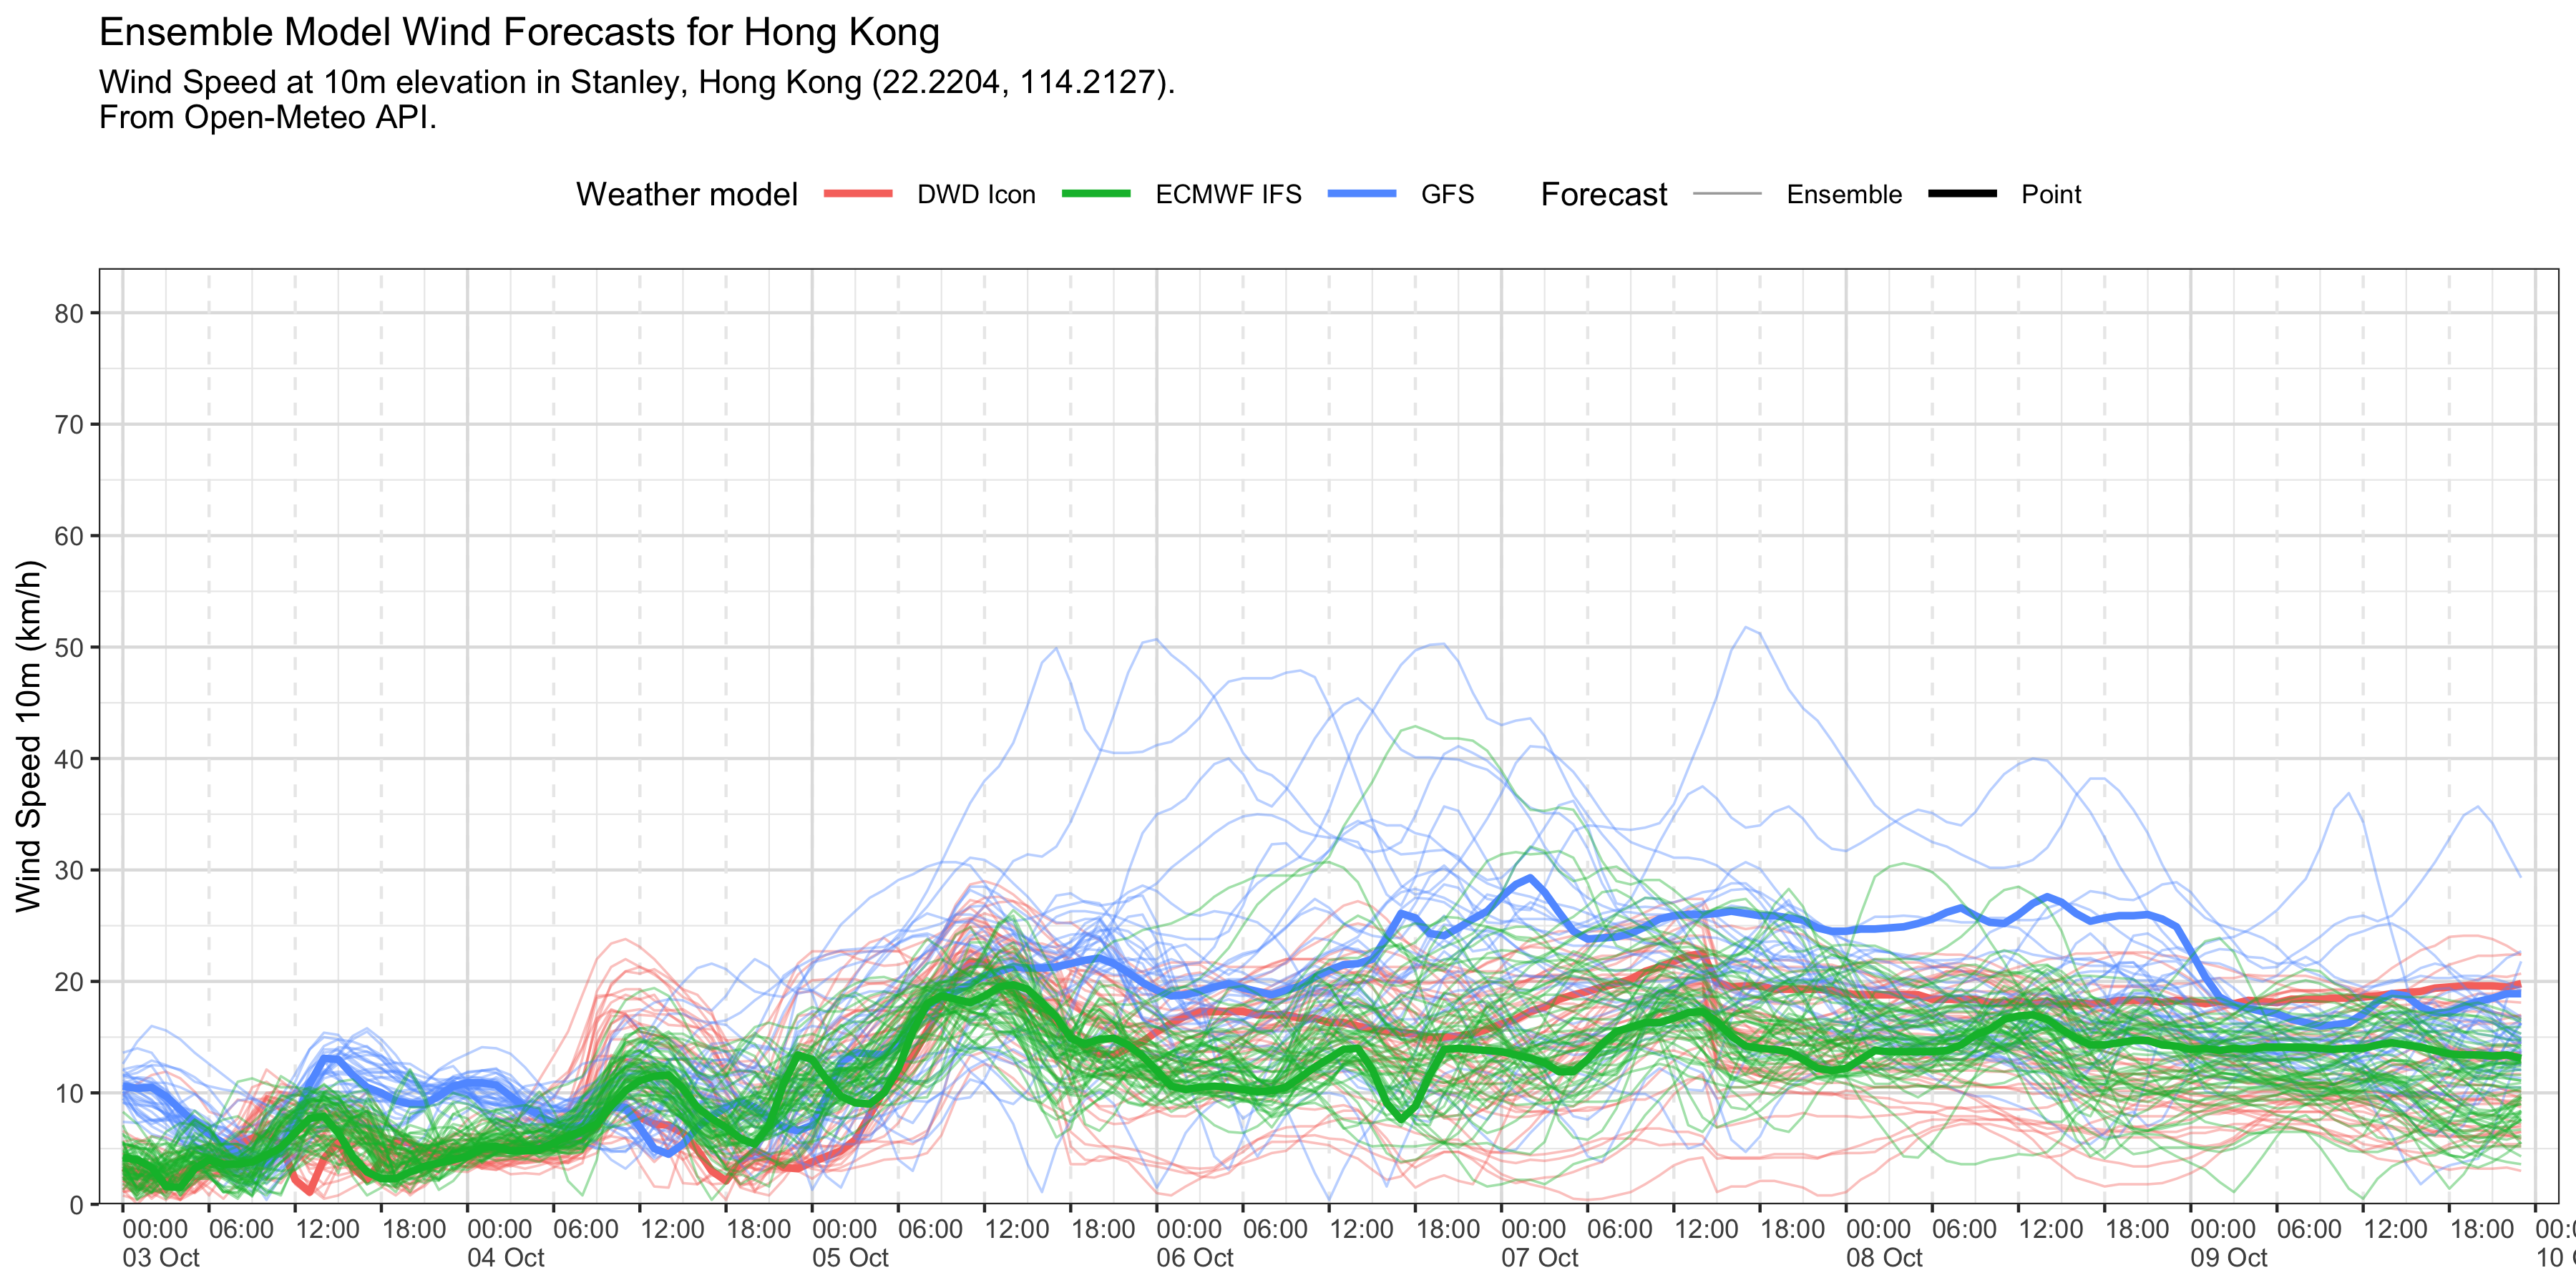 Ensemble Model Wind Forecasts for Hong Kong
Wind Speed at 10m elevation in Stanley, Hong Kong (22.2204, 114.2127).
From Open-Meteo API.
Weather model DWD Icon ECMWF IFS GFS Forecast Ensemble Point
Wind Speed 10m (km/h)
80
70
60
50
40
30
20
10
0
00:00 06:00 12:00 18:00 00:00 06:00 12:00 18:00 00:00 06:00 12:00 18:00 00:00 06:00 12:00 18:00 00:00 06:00 12:00 18:00 00:00 06:00 12:00 18:00 00:00 06:00 12:00 18:00
03 Oct 04 Oct 05 Oct 06 Oct 07 Oct 08 Oct 09 Oct 10